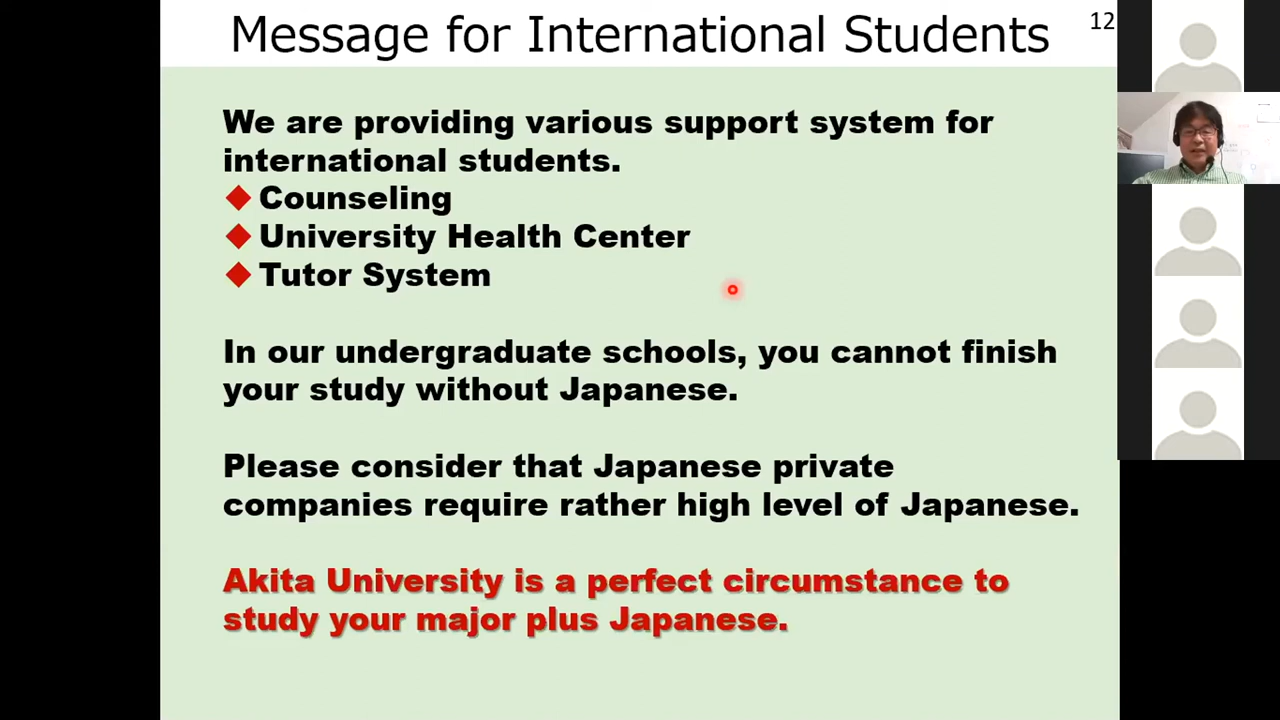 Message for International Students
12
We are providing various support system for
international students.
Counseling
University Health Center
Tutor System
In our undergraduate schools, you cannot finish
your study without Japanese.
Please consider that Japanese private
companies require rather high level of Japanese.
Akita University is a perfect circumstance to
study your major plus Japanese.